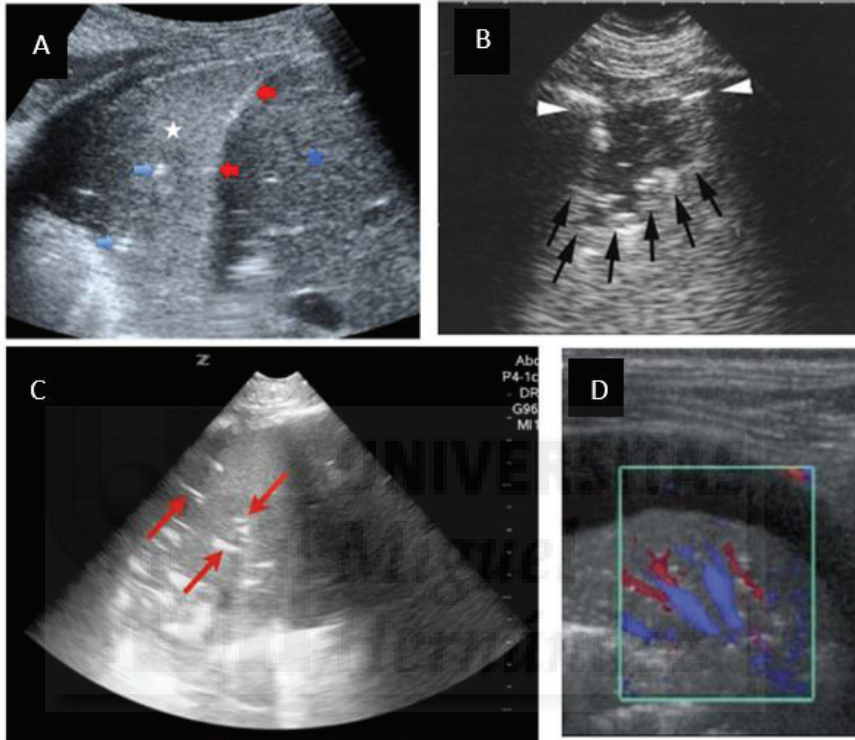 A
B
C
Z
Abd
P4-1c
DR
G96
MI1
D
UNIVERSITAS
Miguel
Hernández